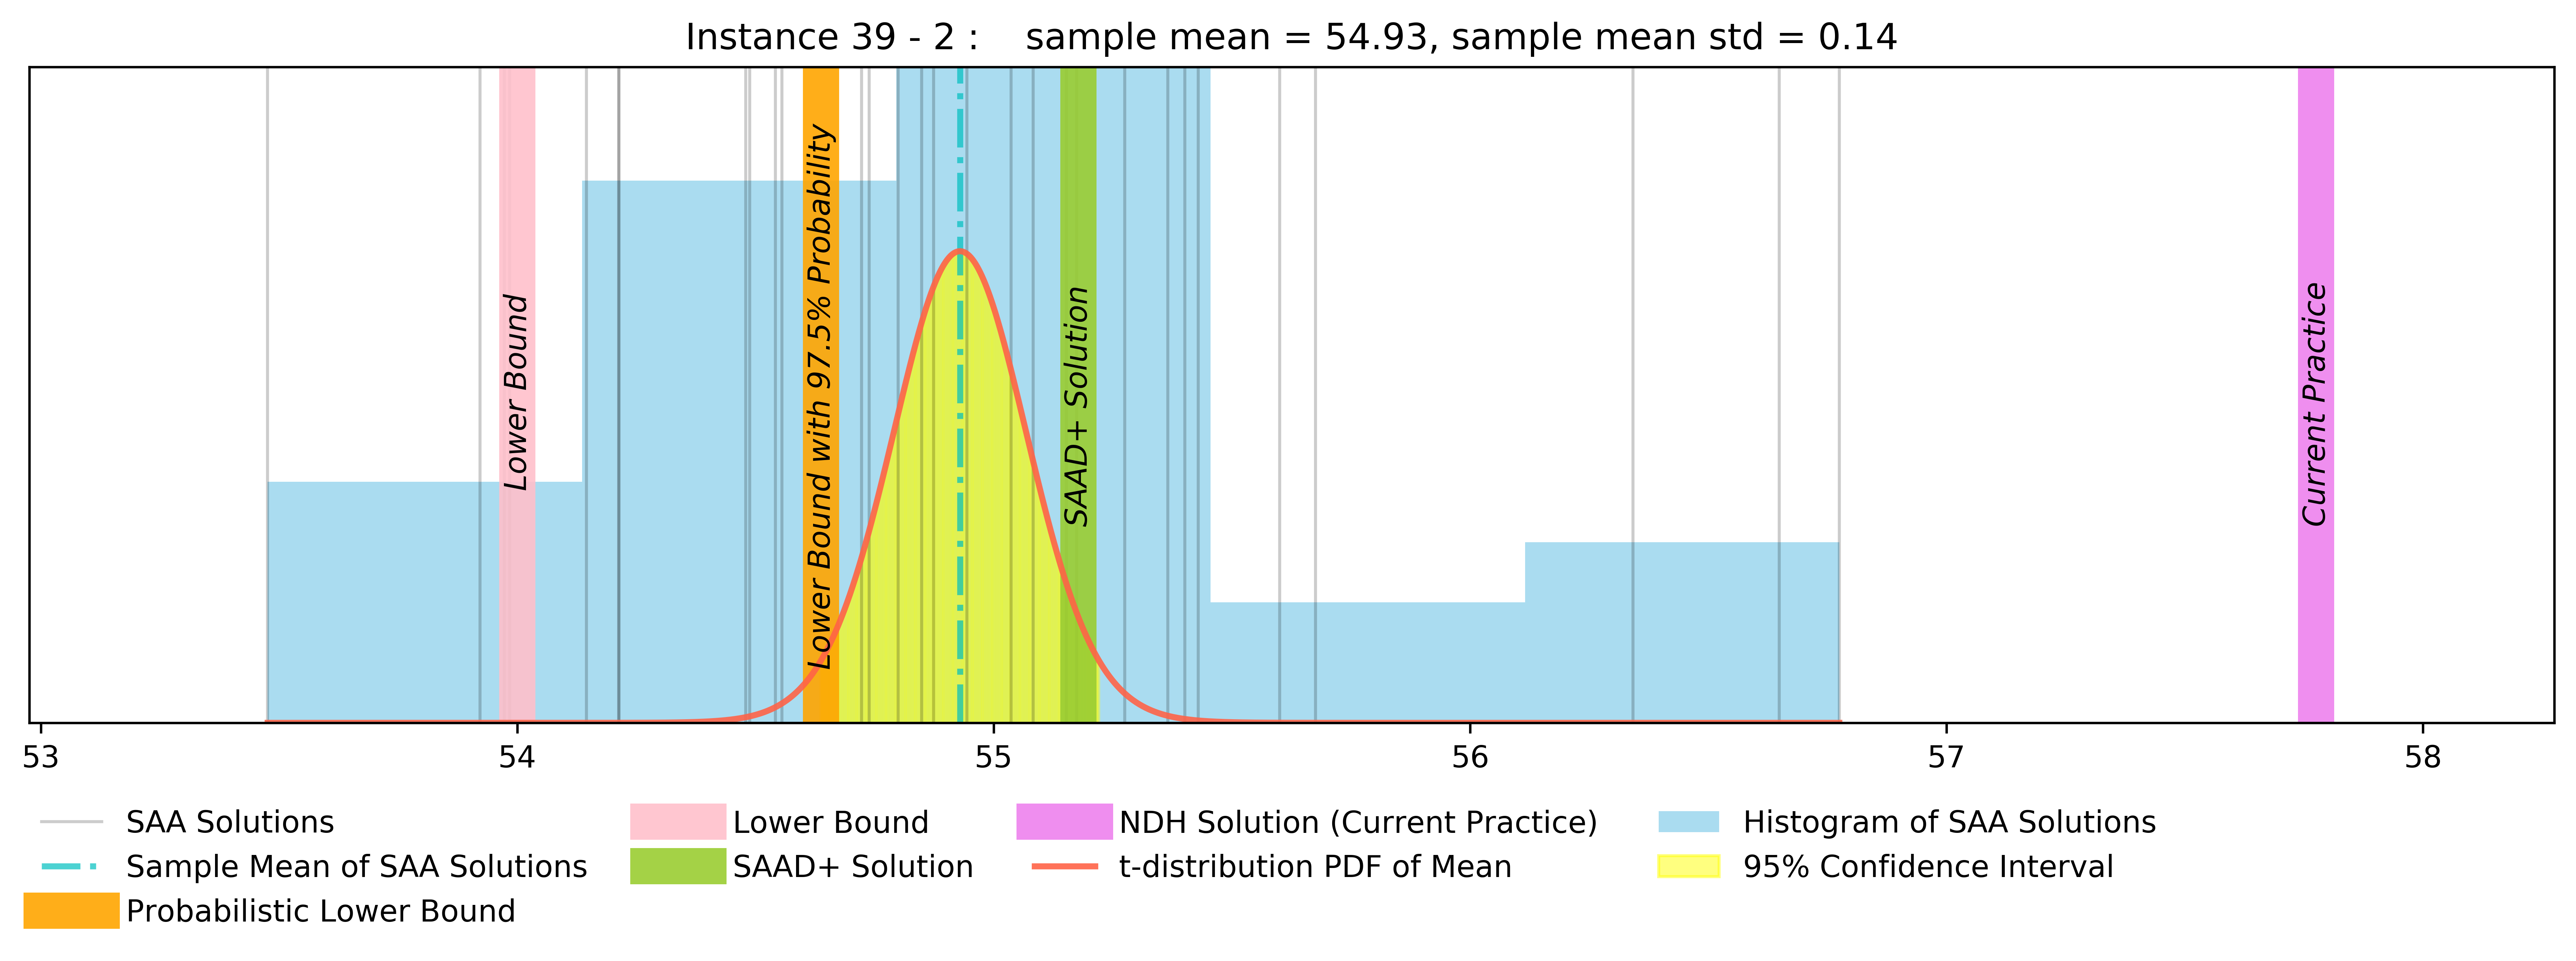 Instance 39 - 2 : sample mean = 54.93, sample mean std = 0.14
Lower Bound
Lower Bound with 97.5% Probability
SAAD+ Solution
Current Practice
53 54 55 56 57 58
SAA Solutions
Sample Mean of SAA Solutions
Probabilistic Lower Bound
Lower Bound
SAAD+ Solution
NDH Solution (Current Practice)
t-distribution PDF of Mean
Histogram of SAA Solutions
95% Confidence Interval